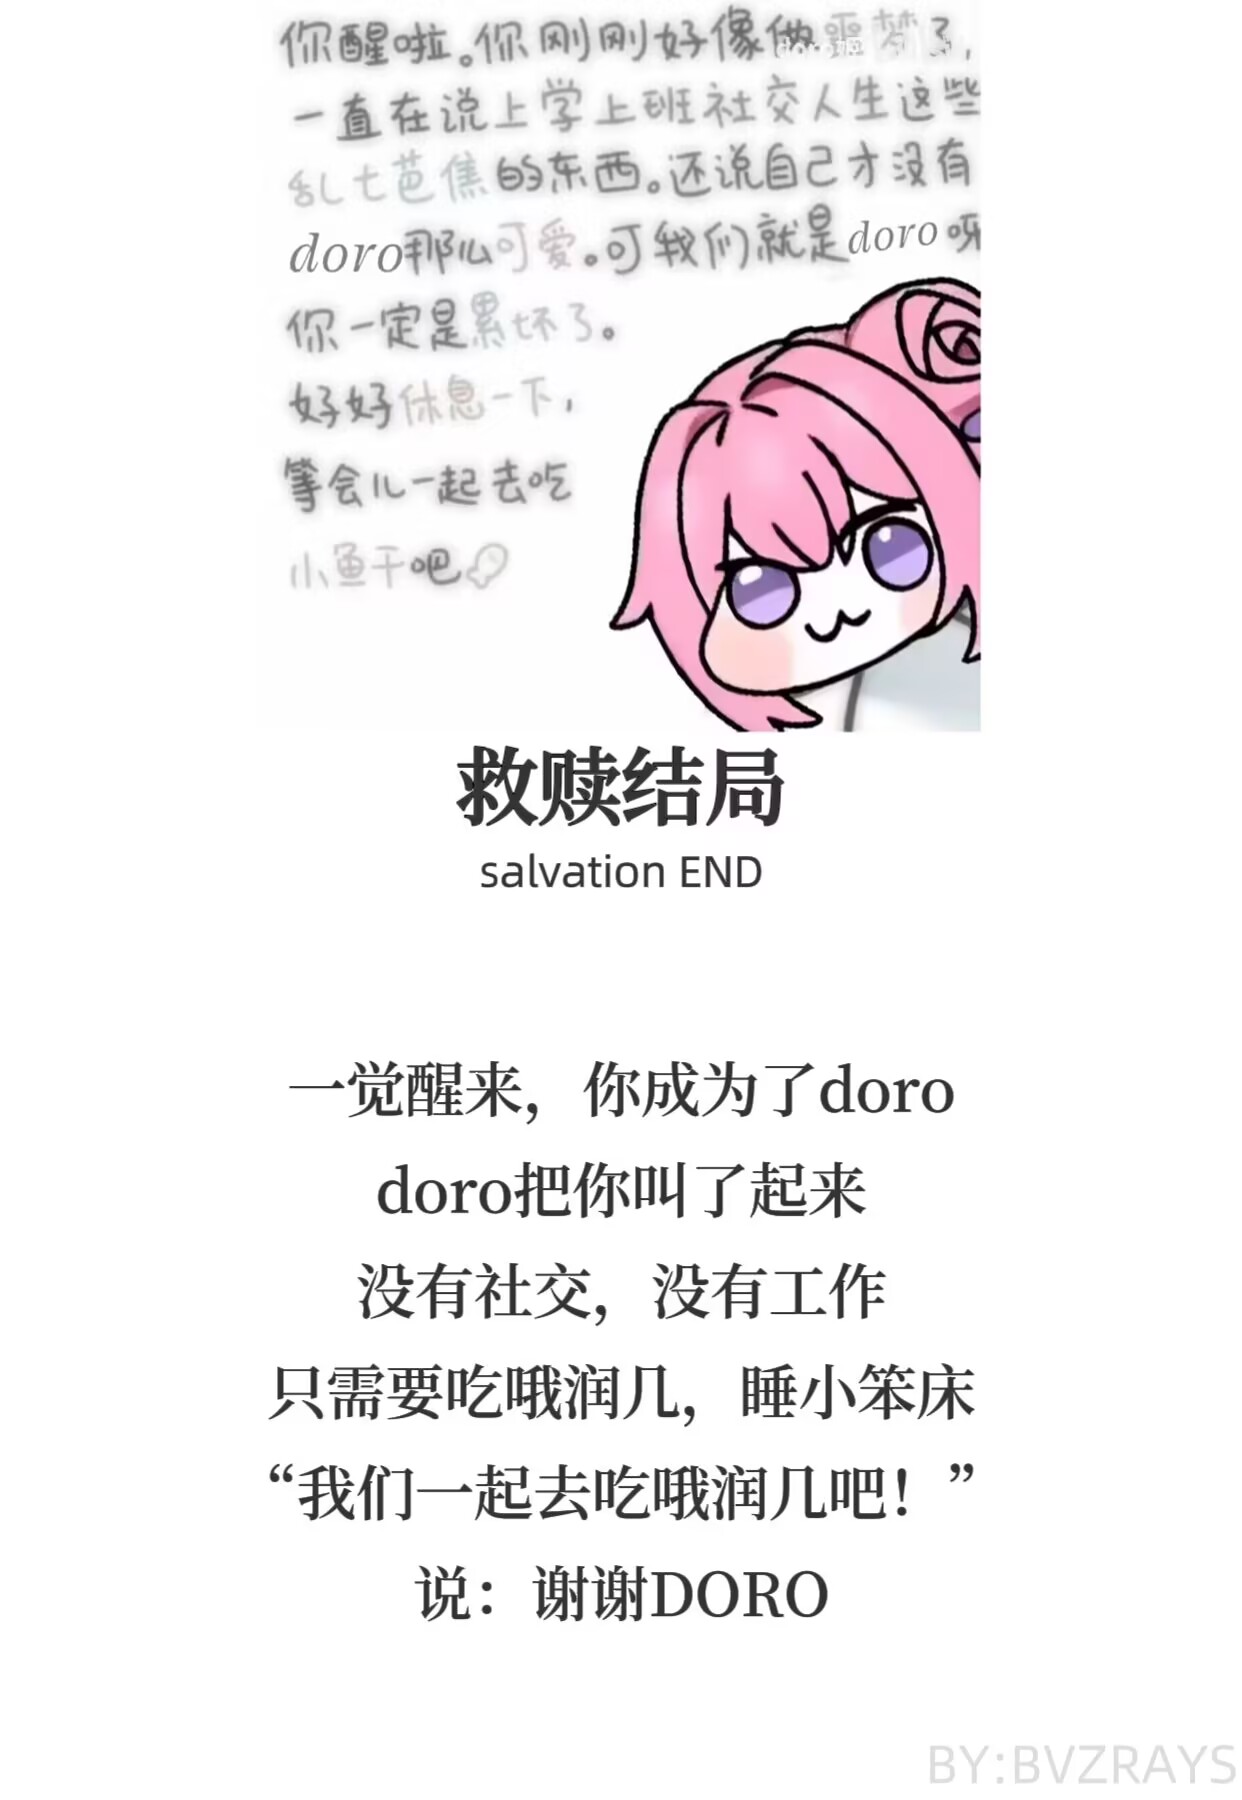 你醒啦。你刚刚好像做噩梦了，
一直在说上学上班社交人生这些
乱七芭焦的东西。还说自己才没有
doro那么可爱。可我们就是doro呀
你一定是累坏了。
好好休息一下，
等会儿一起去吃
小鱼干吧
救赎结局
salvation END
一觉醒来，你成为了doro
doro把你叫了起来
没有社交，没有工作
只需要吃哦润几，睡小笨床
“我们一起去吃哦润几吧！”
说：谢谢DORO
BY:BVZRAYS